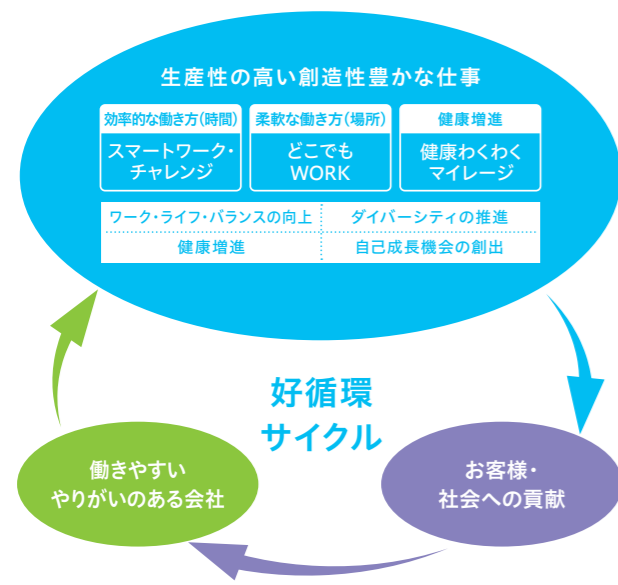 生産性の高い創造性豊かな仕事
効率的な働き方(時間)
スマートワーク・
チャレンジ
柔軟な働き方(場所)
どこでも
WORK
健康増進
健康わくわく
マイレージ
ワーク・ライフ・バランスの向上
ダイバーシティの推進
健康増進
自己成長機会の創出
好循環
サイクル
働きやすい
やりがいのある会社
お客様・
社会への貢献